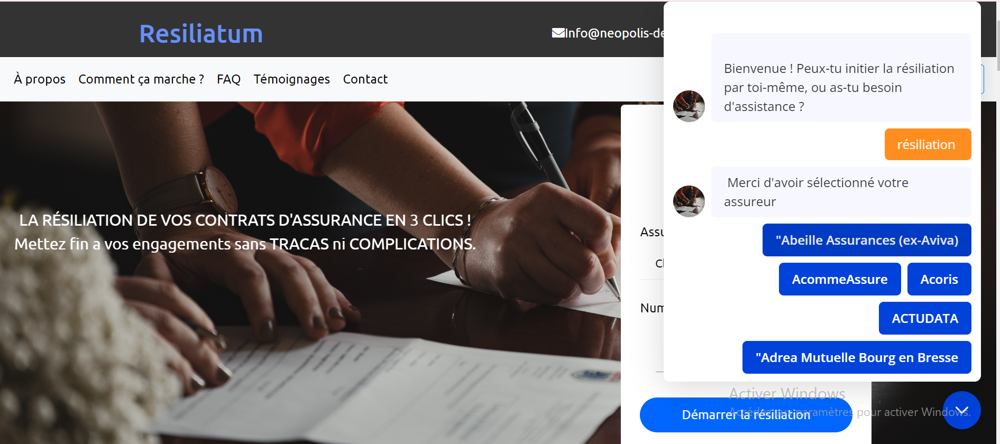 Resiliatum
Info@neopolis-de
À propos Comment ça marche ? FAQ Témoignages Contact
LA RÉSILIATION DE VOS CONTRATS D'ASSURANCE EN 3 CLICS !
Mettez fin a vos engagements sans TRACAS ni COMPLICATIONS.
Assu
Cl
Num
Démarrer la résiliation
Bienvenue ! Peux-tu initier la résiliation
par toi-même, ou as-tu besoin
d'assistance ?
résiliation
Merci d'avoir sélectionné votre
assureur
"Abeille Assurances (ex-Aviva)
AcommeAssure Acoris
ACTUDATA
"Adrea Mutuelle Bourg en Bresse
Activer Windows
Accédez aux paramètres pour activer Windows.